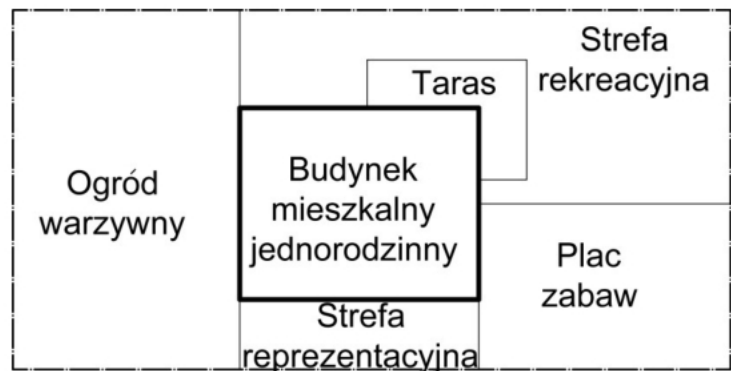 Strefa
rekreacyjna
Taras
Ogród
warzywny
Budynek
mieszkalny
jednorodzinny
Plac
zabaw
Strefa
reprezentacyjna